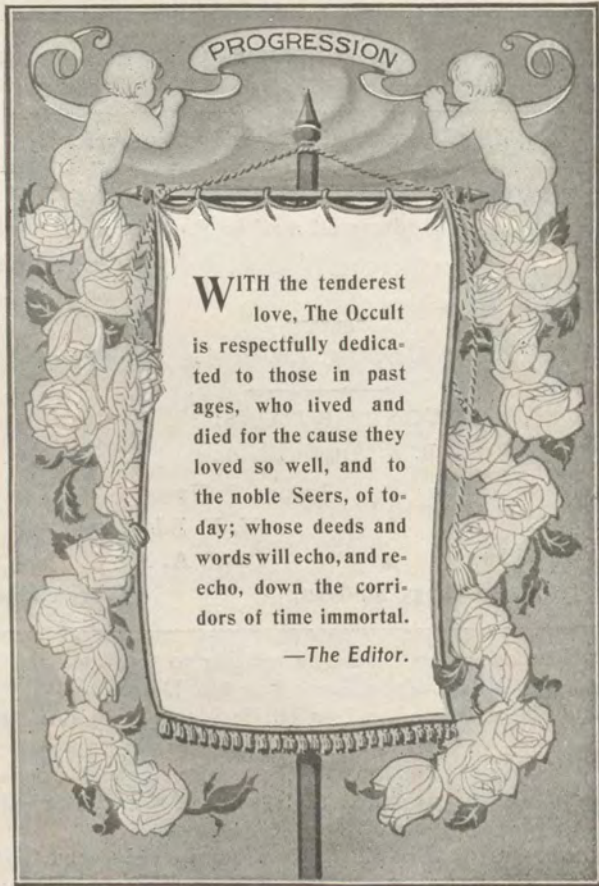 PROGRESSION
WITH the tenderest
love, The Occult
is respectfully dedica-
ted to those in past
ages, who lived and
died for the cause they
loved so well, and to
the noble Seers, of to-
day; whose deeds and
words will echo, and re-
echo, down the corri-
dors of time immortal.
—The Editor.